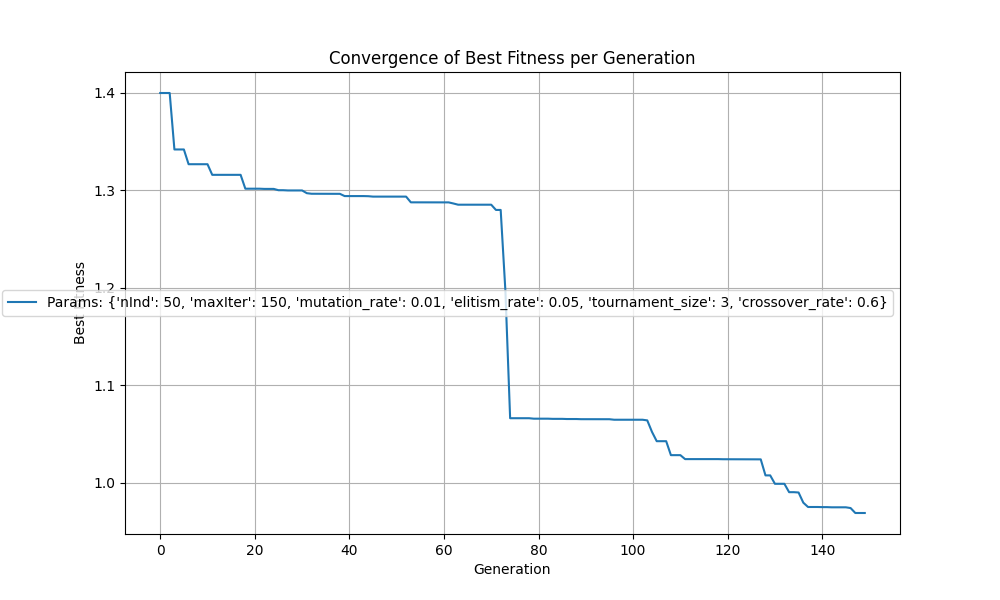 Convergence of Best Fitness per Generation
1.4
1.3
1.2
1.1
1.0
Best Fitness
Params: {'nInd': 50, 'maxIter': 150, 'mutation_rate': 0.01, 'elitism_rate': 0.05, 'tournament_size': 3, 'crossover_rate': 0.6}
0 20 40 60 80 100 120 140
Generation